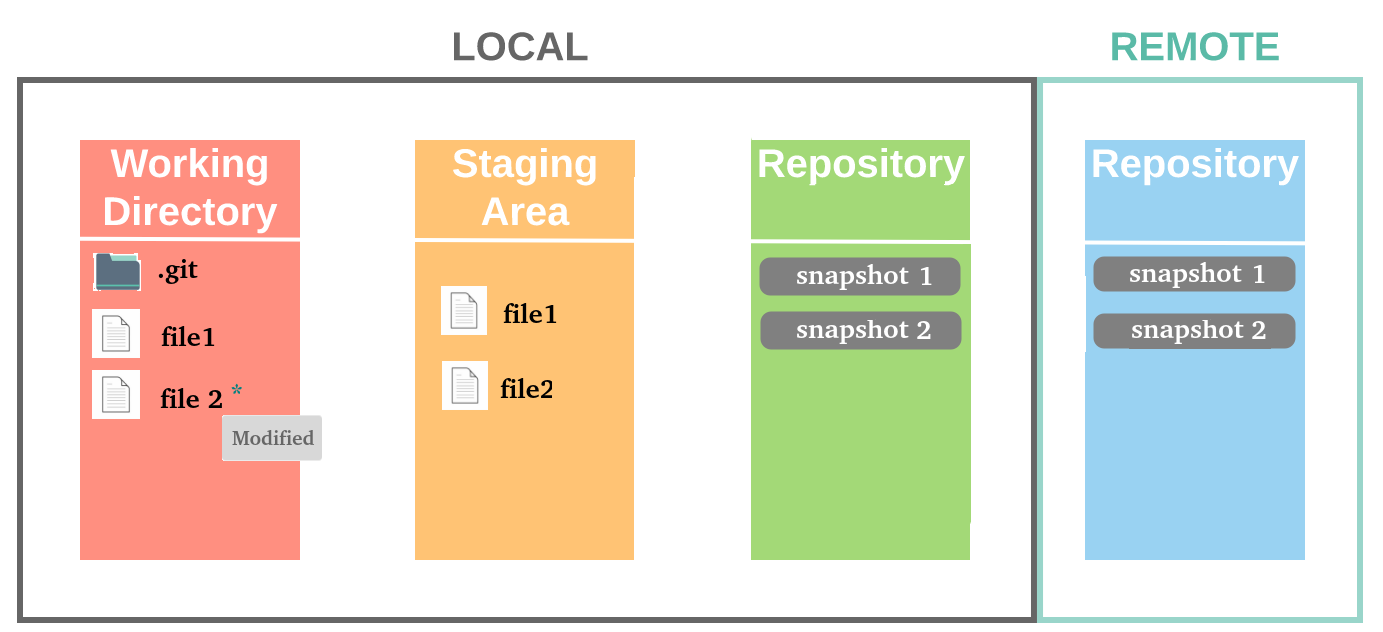 LOCAL
REMOTE
Working
Directory
.git
file1
file 2 *
Modified
Staging
Area
file1
file2
Repository
snapshot 1
snapshot 2
Repository
snapshot 1
snapshot 2